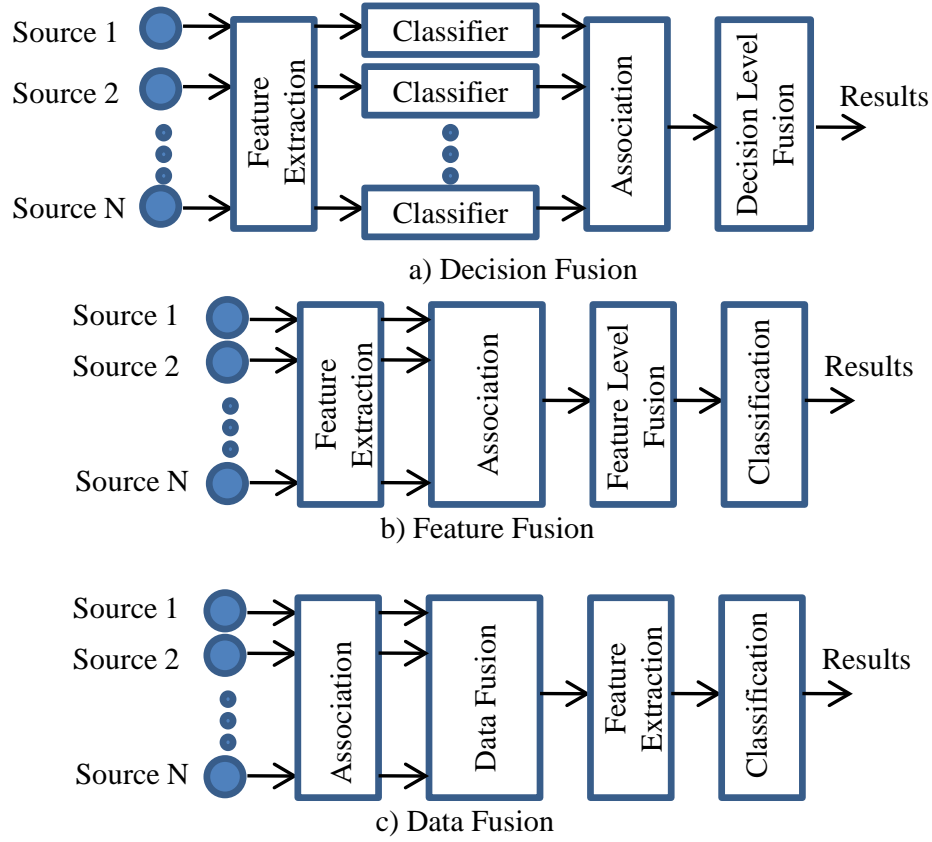 Source 1
Source 2
Source N
Feature
Extraction
Classifier
Classifier
Classifier
Association
Decision Level
Fusion
Results
a) Decision Fusion
Source 1
Source 2
Source N
Feature
Extraction
Association
Feature Level
Fusion
Classification
Results
b) Feature Fusion
Source 1
Source 2
Source N
Association
Data Fusion
Feature
Extraction
Classification
Results
c) Data Fusion